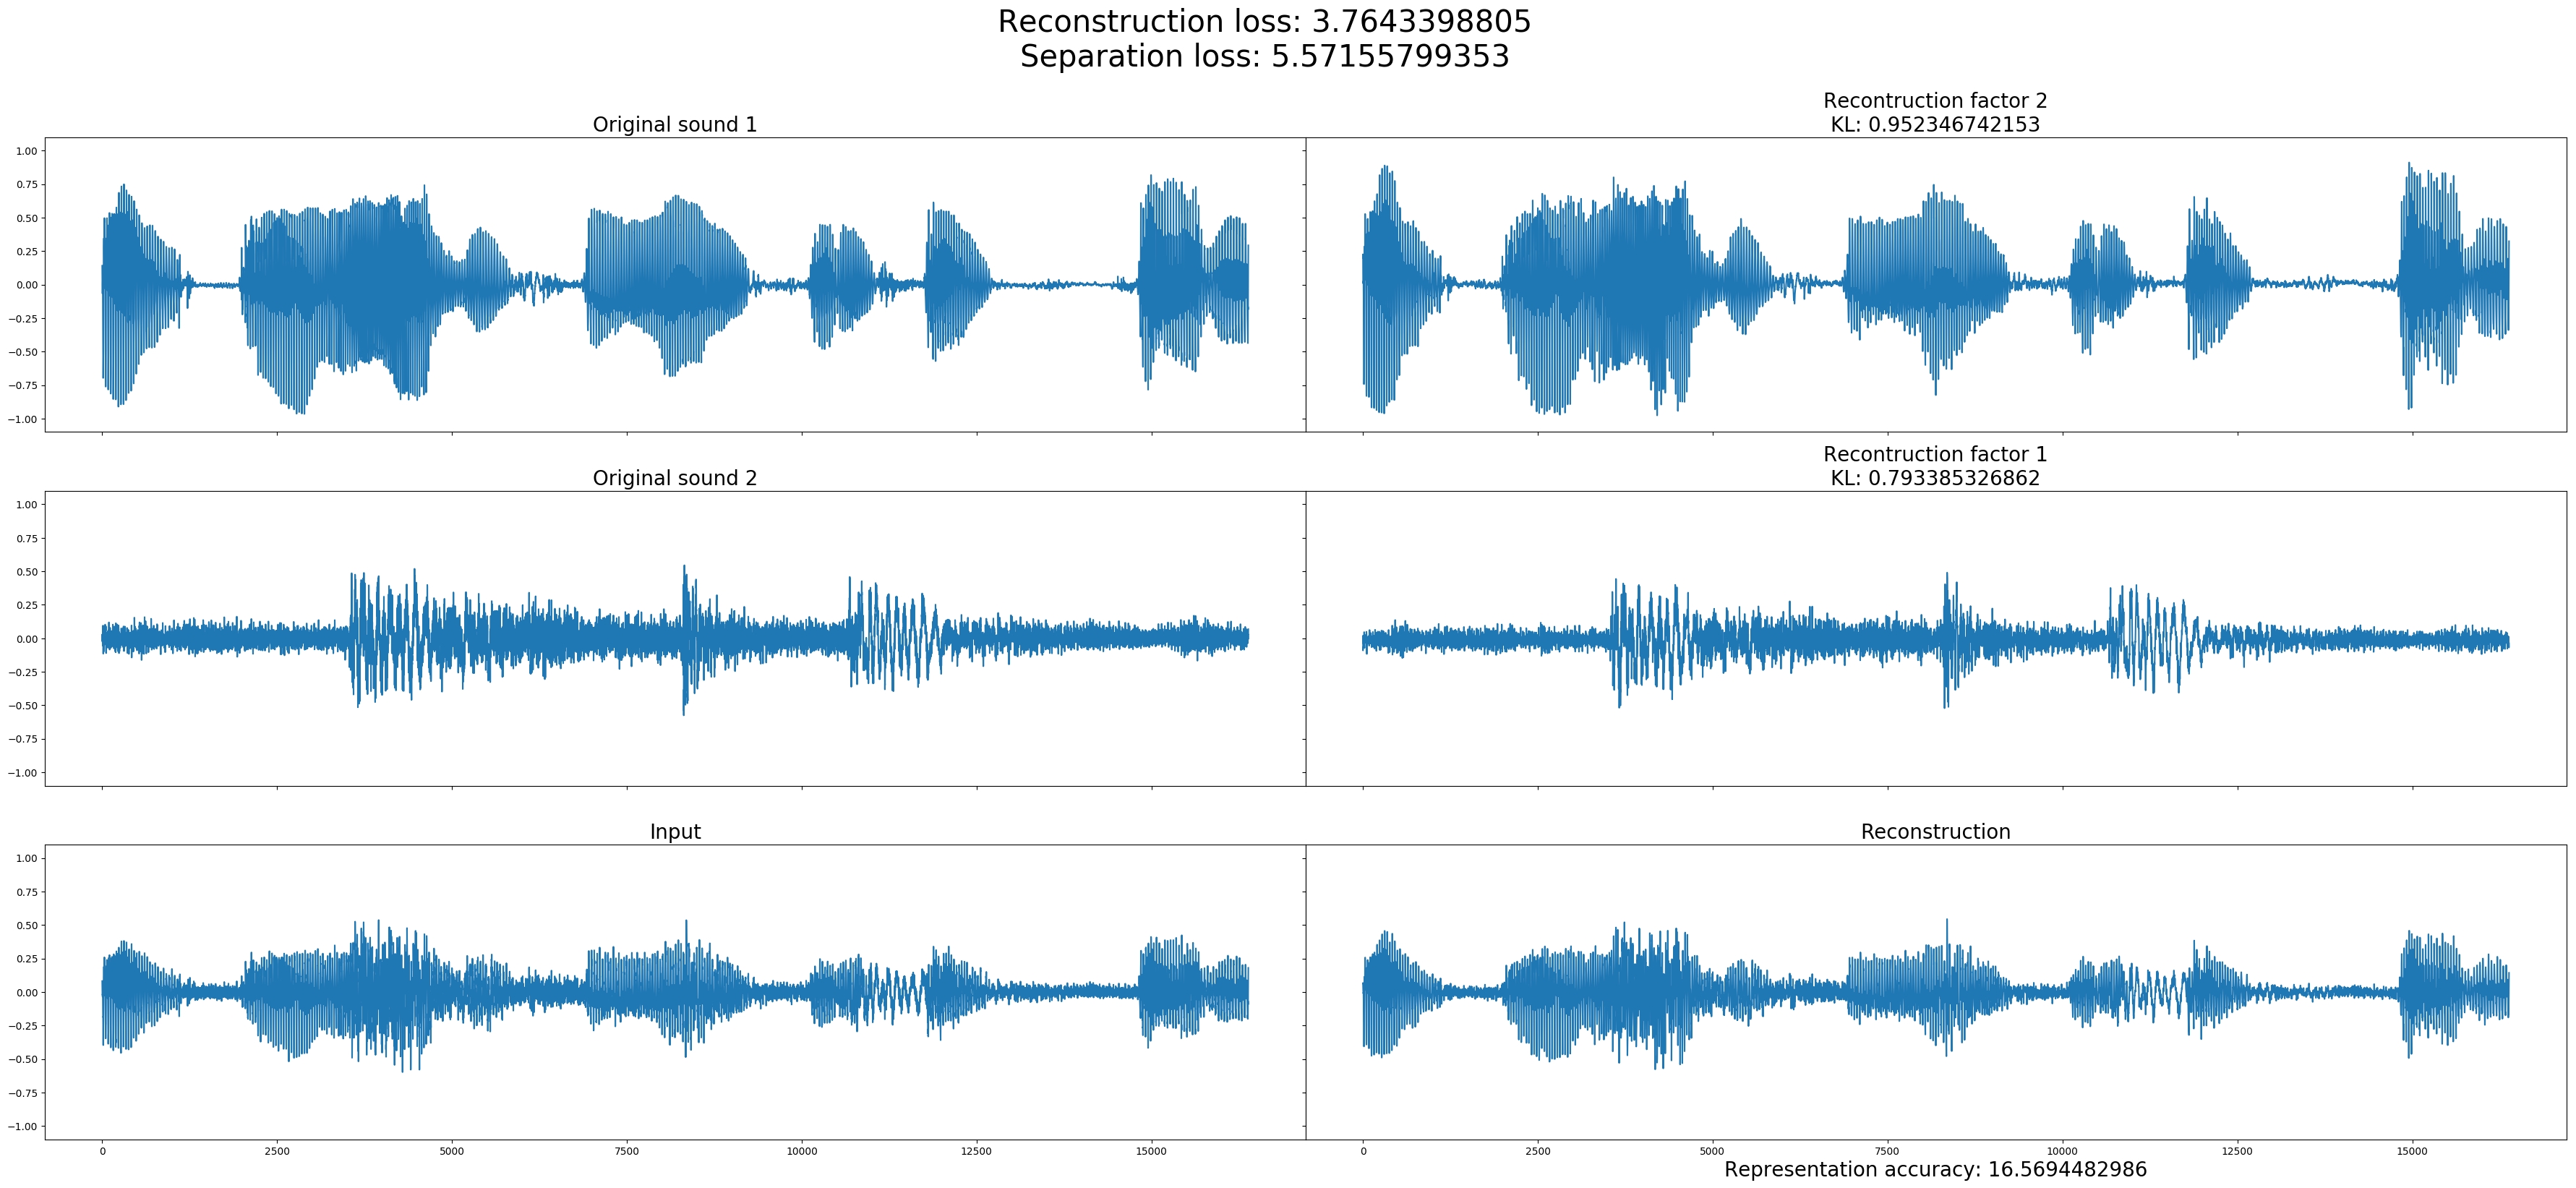 Reconstruction loss: 3.7643398805
Separation loss: 5.57155799353
Original sound 1
Recontruction factor 2
KL: 0.952346742153
1.00
0.75
0.50
0.25
0.00
−0.25
−0.50
−0.75
−1.00
Original sound 2
Recontruction factor 1
KL: 0.793385326862
1.00
0.75
0.50
0.25
0.00
−0.25
−0.50
−0.75
−1.00
Input
Reconstruction
1.00
0.75
0.50
0.25
0.00
−0.25
−0.50
−0.75
−1.00
0 2500 5000 7500 10000 12500 15000
0 2500 5000 7500 10000 12500 15000
Representation accuracy: 16.5694482986